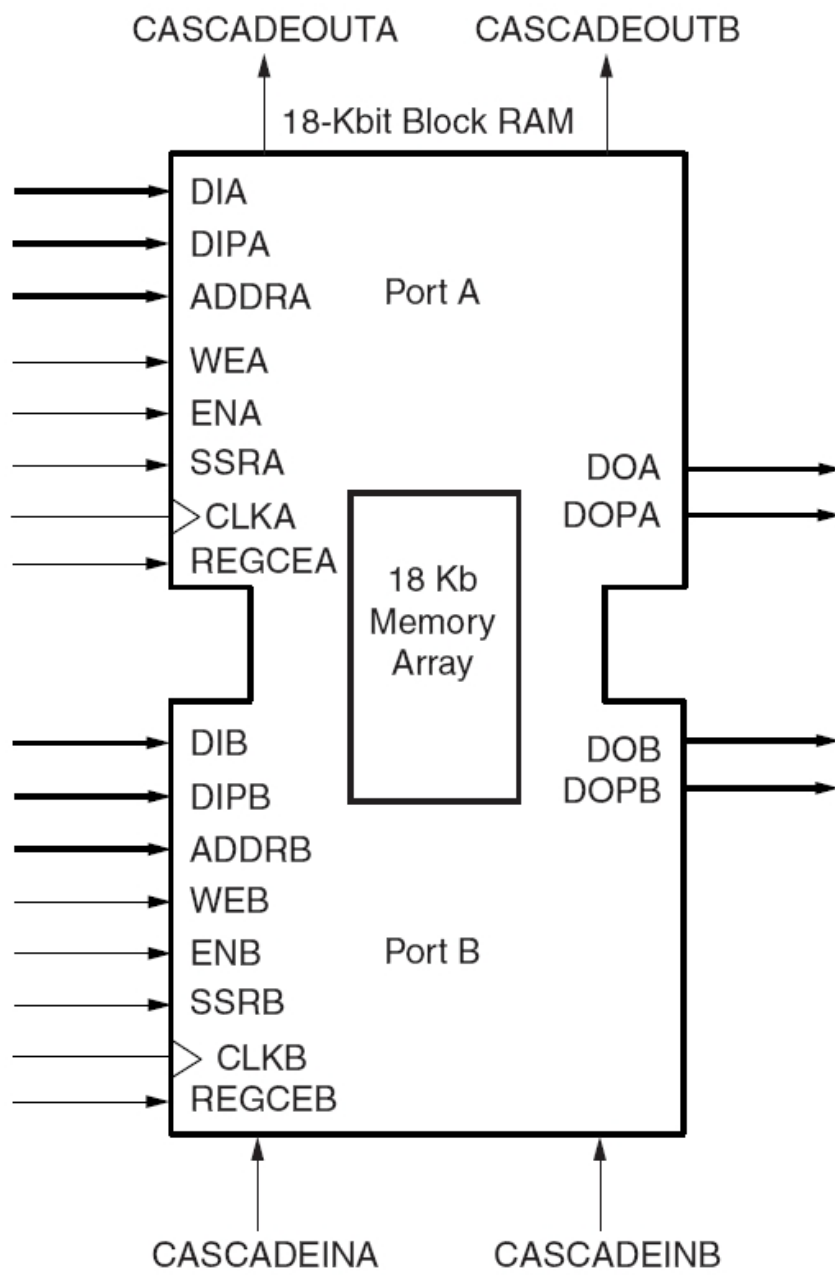 CASCADEOUTA CASCADEOUTB
18-Kbit Block RAM
DIA
DIPA
ADDRA
Port A
WEA
ENA
SSRA
DOA
CLKA
DOPA
REGCEA
18 Kb
Memory
Array
DIB
DOB
DIPB
DOPB
ADDRB
WEB
ENB
Port B
SSRB
CLKB
REGCEB
CASCADEINA CASCADEINB